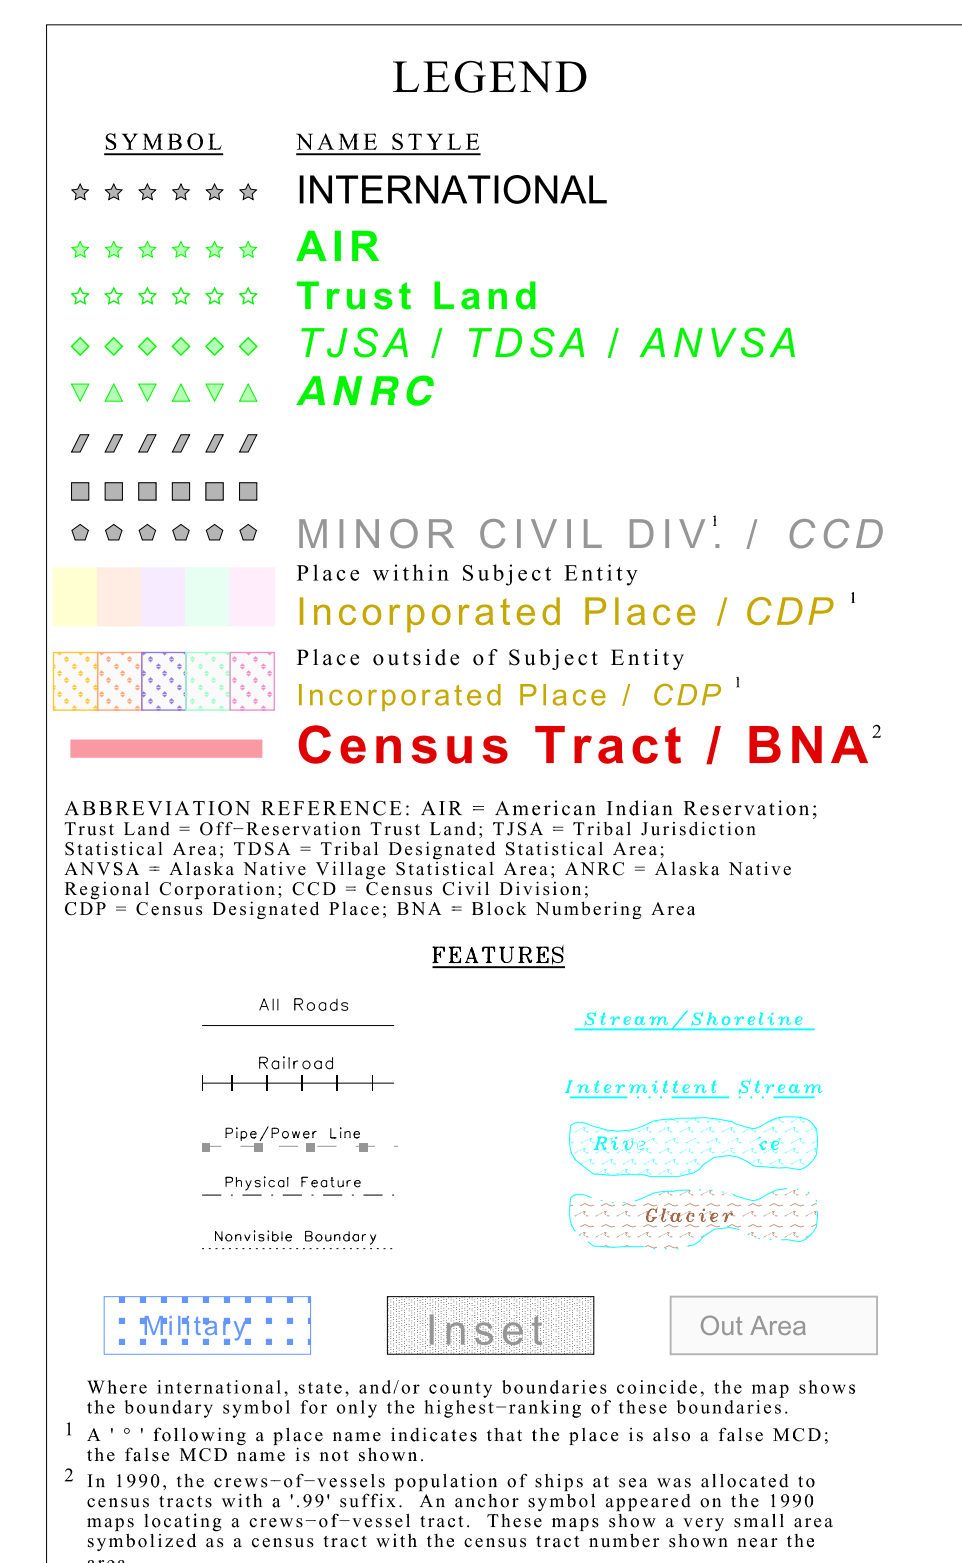 LEGEND
SYMBOL NAME STYLE
INTERNATIONAL
AIR
Trust Land
TJSA / TDSA / ANVSA
ANRC
MINOR CIVIL DIV.¹ / CCD
Place within Subject Entity
Incorporated Place / CDP ¹
Place outside of Subject Entity
Incorporated Place / CDP ¹
Census Tract / BNA²
ABBREVIATION REFERENCE: AIR = American Indian Reservation;
Trust Land = Off−Reservation Trust Land; TJSA = Tribal Jurisdiction
Statistical Area; TDSA = Tribal Designated Statistical Area;
ANVSA = Alaska Native Village Statistical Area; ANRC = Alaska Native
Regional Corporation; CCD = Census Civil Division;
CDP = Census Designated Place; BNA = Block Numbering Area
FEATURES
All Roads
Railroad
Pipe/Power Line
Physical Feature
Nonvisible Boundary
Stream/Shoreline
Intermittent Stream
Glacier
Military
Inset
Out Area
Where international, state, and/or county boundaries coincide, the map shows
the boundary symbol for only the highest−ranking of these boundaries.
1 A ' ° ' following a place name indicates that the place is also a false MCD;
the false MCD name is not shown.
2 In 1990, the crews−of−vessels population of ships at sea was allocated to
census tracts with a '.99' suffix. An anchor symbol appeared on the 1990
maps locating a crews−of−vessel tract. These maps show a very small area
symbolized as a census tract with the census tract number shown near the